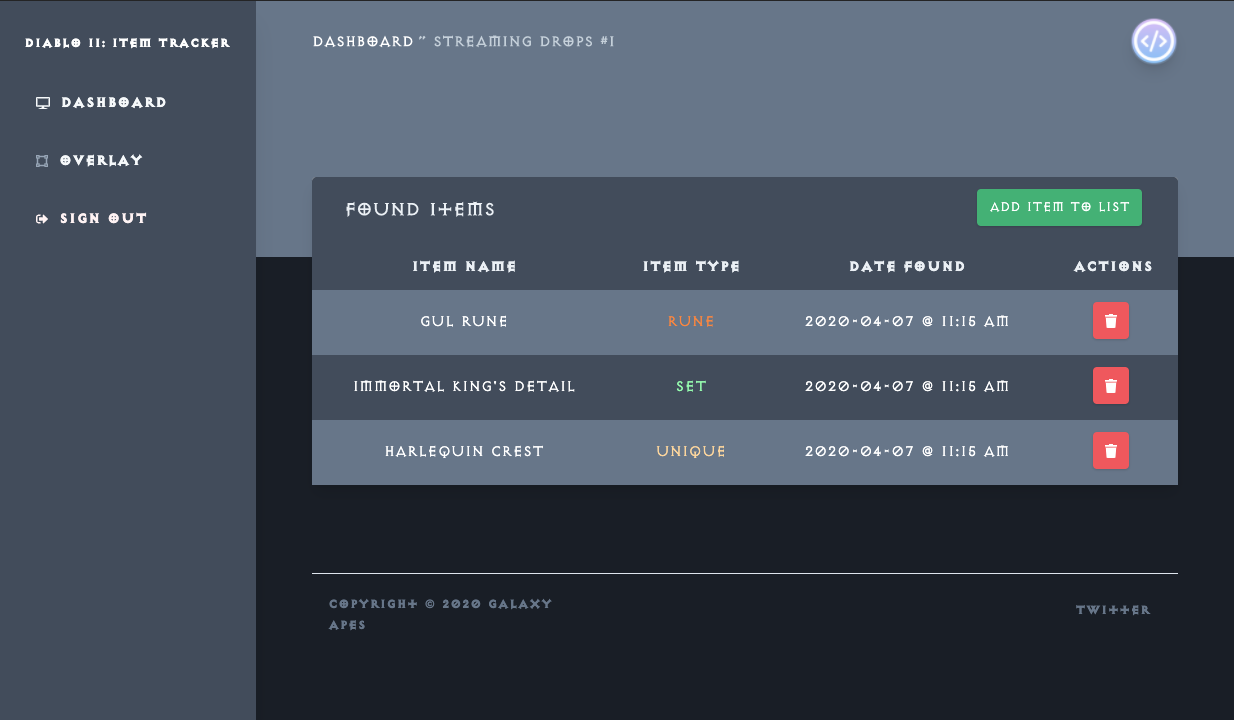 DIABLO II: ITEM TRACKER
DASHBOARD
OVERLAY
SIGN OUT
DASHBOARD " STREAMING DROPS #1
</>
FOUND ITEMS
ADD ITEM TO LIST
ITEM NAME ITEM TYPE DATE FOUND ACTIONS
GUL RUNE RUNE 2020-04-07 @ 11:15 AM
IMMORTAL KING'S DETAIL SET 2020-04-07 @ 11:15 AM
HARLEQUIN CREST UNIQUE 2020-04-07 @ 11:15 AM
COPYRIGHT © 2020 GALAXY
APES
TWITTER